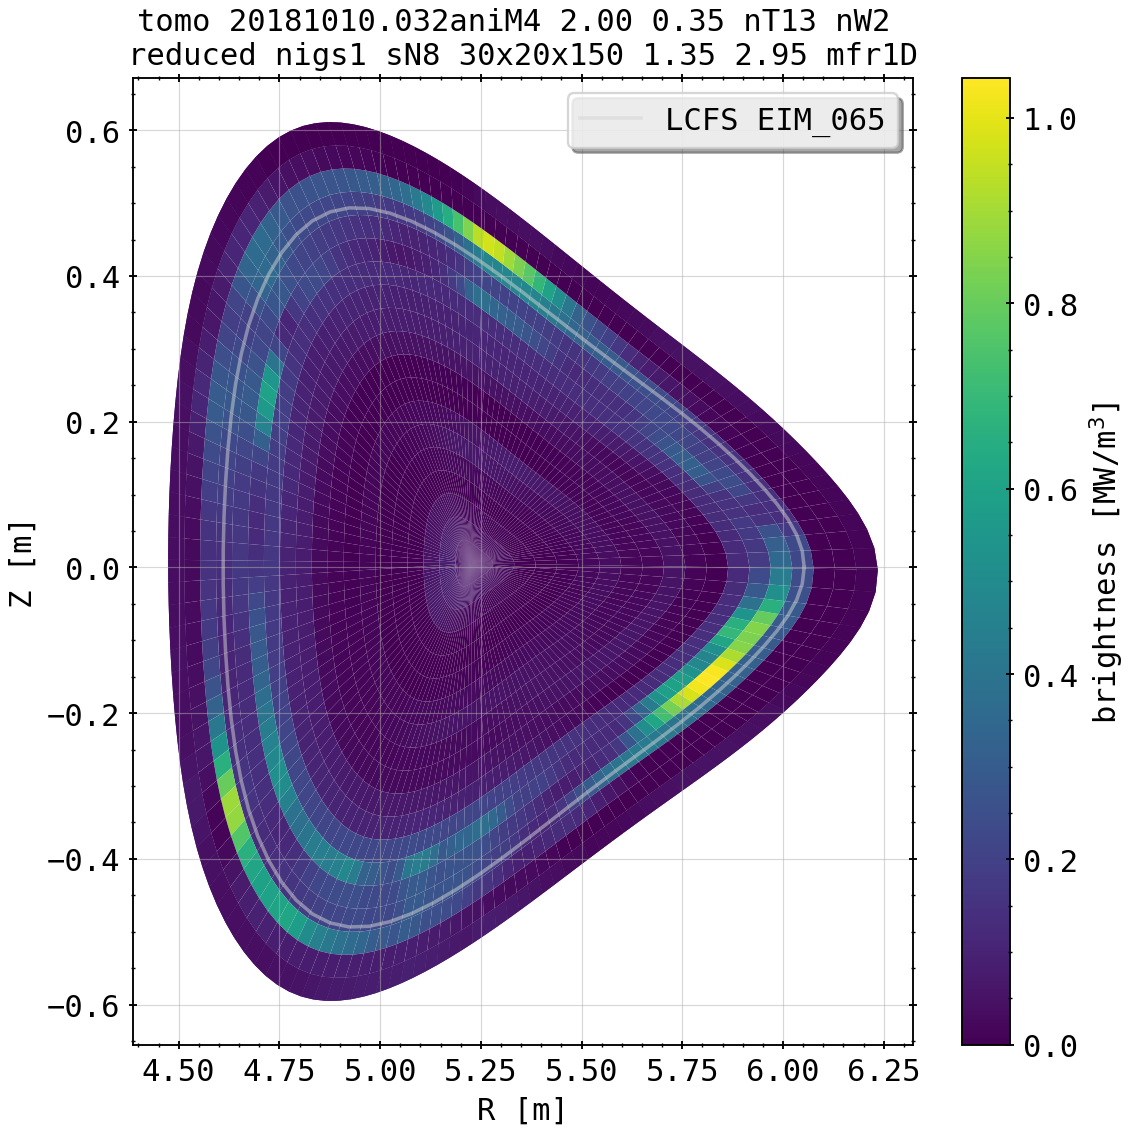 tomo 20181010.032aniM4 2.00 0.35 nT13 nW2
reduced nigs1 sN8 30x20x150 1.35 2.95 mfr1D
LCFS EIM_065
0.6
0.4
0.2
0.0
−0.2
−0.4
−0.6
Z [m]
4.50 4.75 5.00 5.25 5.50 5.75 6.00 6.25
R [m]
1.0
0.8
0.6
0.4
0.2
0.0
brightness [MW/m³]